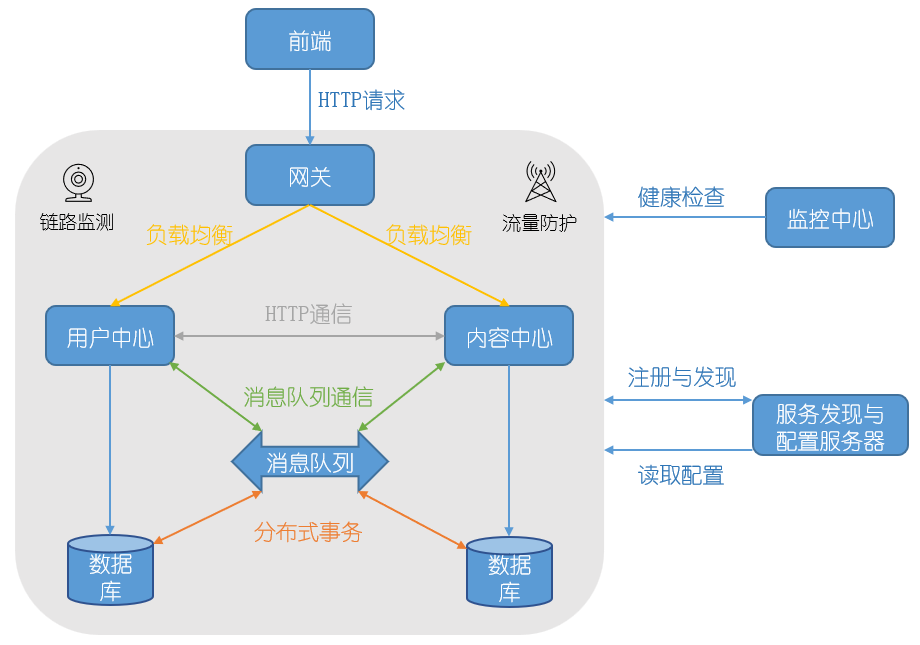 前端
HTTP请求
网关
链路监测
流量防护
健康检查
监控中心
负载均衡
负载均衡
用户中心
HTTP通信
内容中心
消息队列通信
注册与发现
服务发现与
配置服务器
消息队列
读取配置
分布式事务
数据
库
数据
库